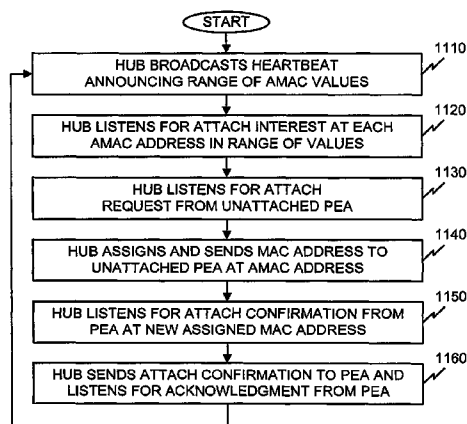 START
1110
HUB BROADCASTS HEARTBEAT
ANNOUNCING RANGE OF AMAC VALUES
1120
HUB LISTENS FOR ATTACH INTEREST AT EACH
AMAC ADDRESS IN RANGE OF VALUES
1130
HUB LISTENS FOR ATTACH
REQUEST FROM UNATTACHED PEA
1140
HUB ASSIGNS AND SENDS MAC ADDRESS TO
UNATTACHED PEA AT AMAC ADDRESS
1150
HUB LISTENS FOR ATTACH CONFIRMATION FROM
PEA AT NEW ASSIGNED MAC ADDRESS
1160
HUB SENDS ATTACH CONFIRMATION TO PEA AND
LISTENS FOR ACKNOWLEDGMENT FROM PEA